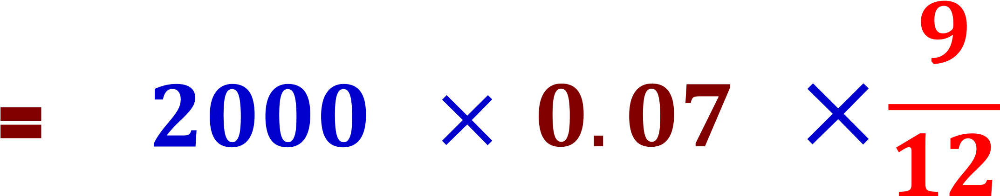 = 2000 × 0.07 × 9/12